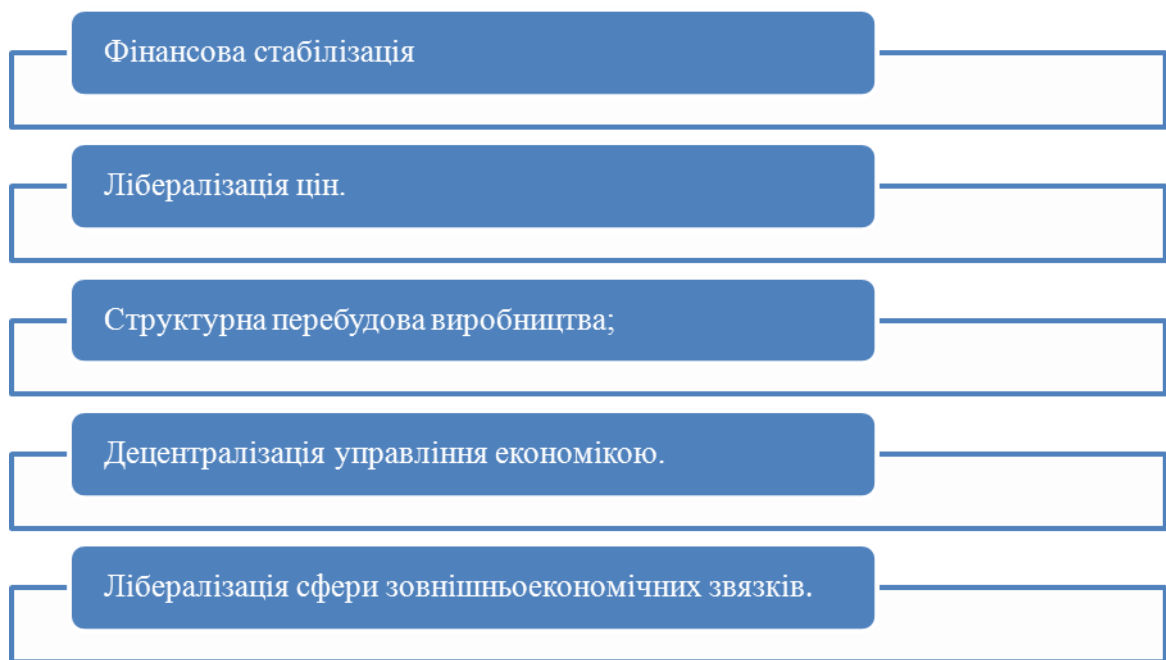 Фінансова стабілізація
Лібералізація цін.
Структурна перебудова виробництва;
Децентралізація управління економікою.
Лібералізація сфери зовнішньоекономічних звязків.